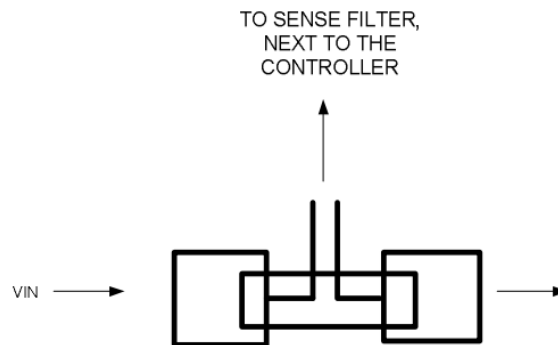 TO SENSE FILTER,
NEXT TO THE
CONTROLLER
VIN